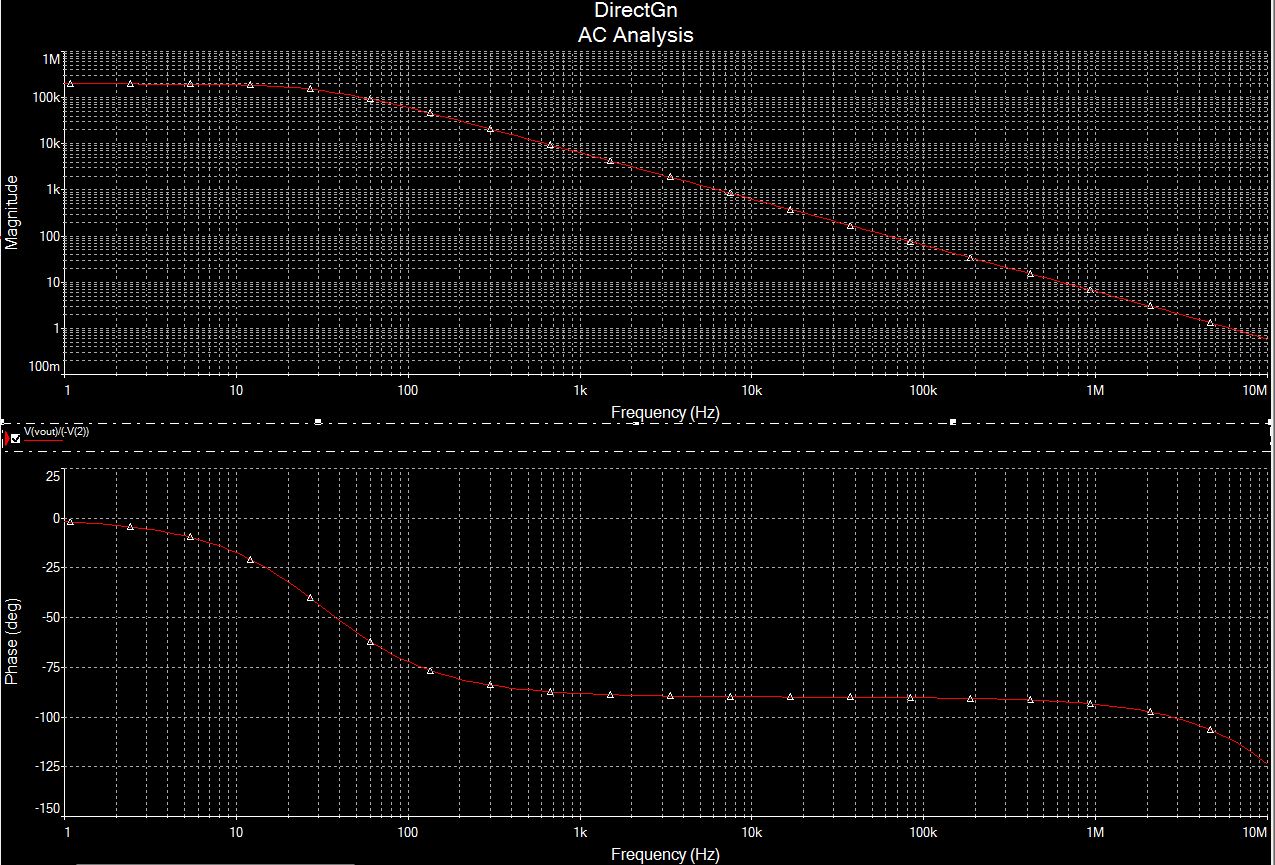 DirectGn
AC Analysis
1M
100k
10k
1k
100
10
1
100m
Magnitude
1 10 100 1k 10k 100k 1M 10M
Frequency (Hz)
V(vout)/(-V(2))
25
0
-25
-50
-75
-100
-125
-150
Phase (deg)
1 10 100 1k 10k 100k 1M 10M
Frequency (Hz)